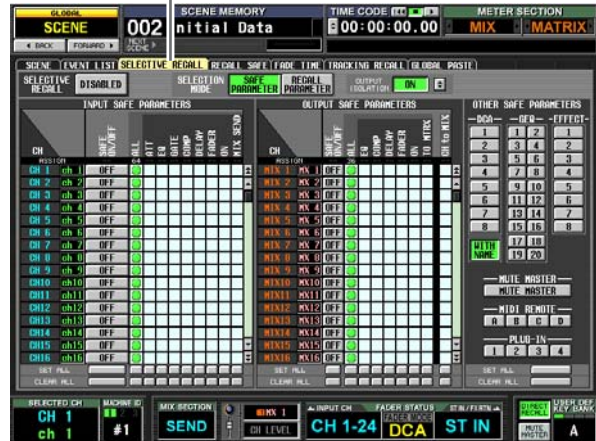 GLOBAL
SCENE
BACK
FORWARD
SCENE MEMORY
002
nitial Data
NEXT SCENE
TIME CODE
00:00:00.00
METER SECTION
MIX
MATRIX
SCENE
EVENT LIST
SELECTIVE RECALL
RECALL SAFE
FADE TIME
TRACKING RECALL
GLOBAL PASTE
SELECTIVE RECALL
DISABLED
SELECTION MODE
SAFE PARAMETER
RECALL PARAMETER
OUTPUT ISOLATION
ON
INPUT SAFE PARAMETERS
CH
SAFE ON/OFF
ALL
ATT
EQ
GATE
COMP
DELAY
FADER
ON
MIX SEND
ASSIGN
64
CH 1 ch 1 OFF
CH 2 ch 2 OFF
CH 3 ch 3 OFF
CH 4 ch 4 OFF
CH 5 ch 5 OFF
CH 6 ch 6 OFF
CH 7 ch 7 OFF
CH 8 ch 8 OFF
CH 9 ch 9 OFF
CH10 ch10 OFF
CH11 ch11 OFF
CH12 ch12 OFF
CH13 ch13 OFF
CH14 ch14 OFF
CH15 ch15 OFF
CH16 ch16 OFF
SET ALL
CLEAR ALL
OUTPUT SAFE PARAMETERS
CH
SAFE ON/OFF
ALL
EQ
COMP
DELAY
FADER
ON
TO MTRX
CH to MIX
ASSIGN
MIX 1 MX 1 OFF
MIX 2 MX 2 OFF
MIX 3 MX 3 OFF
MIX 4 MX 4 OFF
MIX 5 MX 5 OFF
MIX 6 MX 6 OFF
MIX 7 MX 7 OFF
MIX 8 MX 8 OFF
MIX 9 MX 9 OFF
MIX10 MX10 OFF
MIX11 MX11 OFF
MIX12 MX12 OFF
MIX13 MX13 OFF
MIX14 MX14 OFF
MIX15 MX15 OFF
MIX16 MX16 OFF
SET ALL
CLEAR ALL
OTHER SAFE PARAMETERS
DCA
GEQ
EFFECT
1 1 2 1
2 3 4 2
3 5 6 3
4 7 8 4
5 9 10 5
6 11 12 6
7 13 14 7
8 15 16 8
17 18
19 20
WITH NAME
MUTE MASTER
MUTE MASTER
MIDI REMOTE
A B C D
PLUG-IN
1 2 3 4
SELECTED CH
CH 1
ch 1
MACHINE ID
#1
MIX SECTION
SEND
MX 1
CH LEVEL
INPUT CH
CH 1-24
FADER STATUS
FADER MODE
DCA
ST IN/FXRTN
ST IN
DIRECT RECALL
MUTE MASTER
USER DEF KEY BANK
A